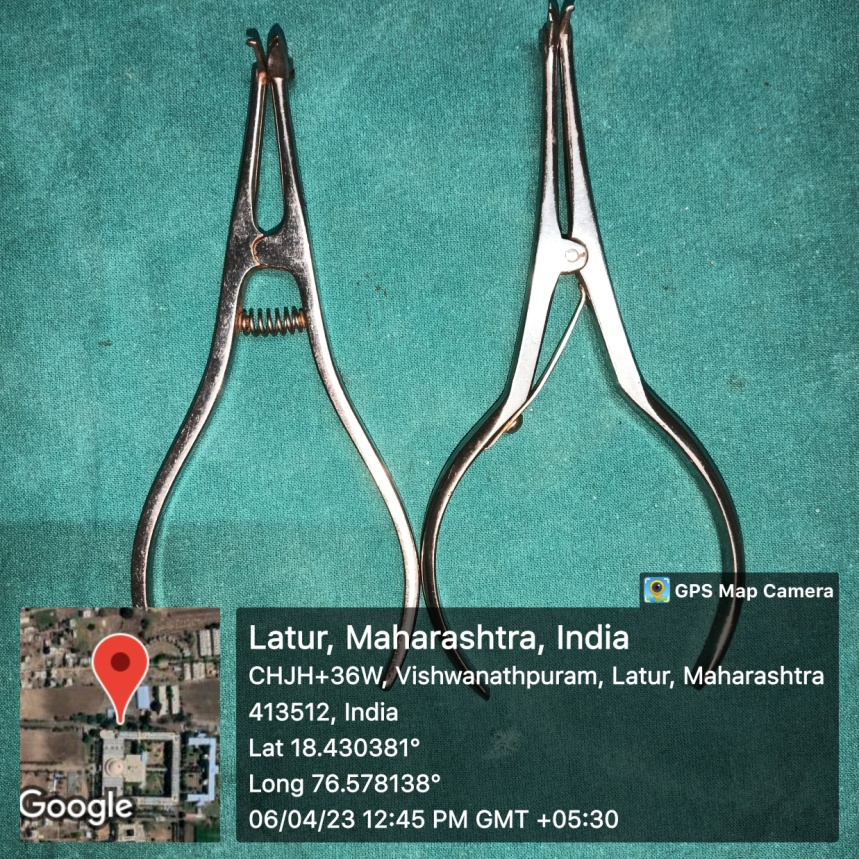 GPS Map Camera
Latur, Maharashtra, India
CHJH+36W, Vishwanathpuram, Latur, Maharashtra
413512, India
Lat 18.430381°
Long 76.578138°
06/04/23 12:45 PM GMT +05:30
Google